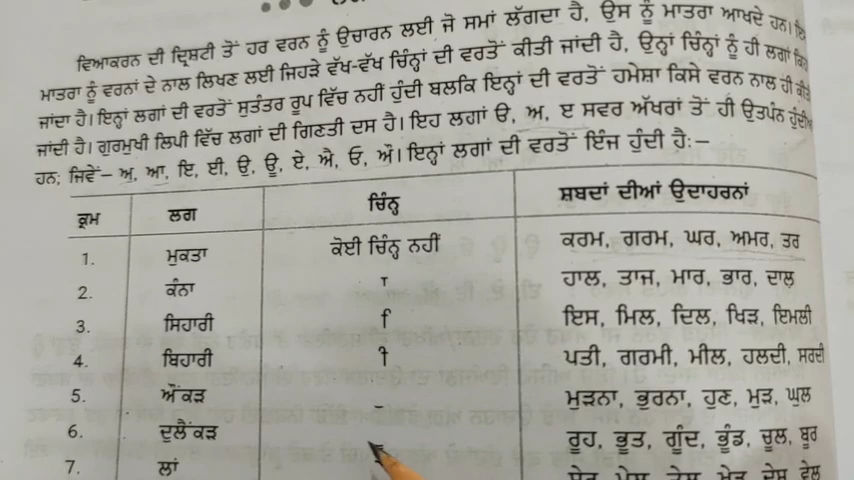 ਵਿਆਕਰਨ ਦੀ ਦ੍ਰਿਸ਼ਟੀ ਤੋਂ ਹਰ ਵਰਨ ਨੂੰ ਉਚਾਰਨ ਲਈ ਜੋ ਸਮਾਂ ਲੱਗਦਾ ਹੈ, ਉਸ ਨੂੰ ਮਾਤਰਾ ਆਖਦੇ ਹਨ।
ਮਾਤਰਾ ਨੂੰ ਵਰਨਾਂ ਦੇ ਨਾਲ ਲਿਖਣ ਲਈ ਜਿਹੜੇ ਵੱਖ-ਵੱਖ ਚਿੰਨ੍ਹਾਂ ਦੀ ਵਰਤੋਂ ਕੀਤੀ ਜਾਂਦੀ ਹੈ, ਉਨ੍ਹਾਂ ਚਿੰਨ੍ਹਾਂ ਨੂੰ ਹੀ ਲਗਾਂ
ਜਾਂਦਾ ਹੈ। ਇਨ੍ਹਾਂ ਲਗਾਂ ਦੀ ਵਰਤੋਂ ਸੁਤੰਤਰ ਰੂਪ ਵਿੱਚ ਨਹੀਂ ਹੁੰਦੀ ਬਲਕਿ ਇਨ੍ਹਾਂ ਦੀ ਵਰਤੋਂ ਹਮੇਸ਼ਾ ਕਿਸੇ ਵਰਨ ਨਾਲ ਹੀ ਕੀਤੀ
ਜਾਂਦੀ ਹੈ। ਗੁਰਮੁਖੀ ਲਿਪੀ ਵਿੱਚ ਲਗਾਂ ਦੀ ਗਿਣਤੀ ਦਸ ਹੈ। ਇਹ ਲਗਾਂ ੳ, ਅ, ੲ ਸਵਰ ਅੱਖਰਾਂ ਤੋਂ ਹੀ ਉਤਪੰਨ ਹੁੰਦੀਆਂ
ਹਨ; ਜਿਵੇਂ– ਅ, ਆ, ਇ, ਈ, ਉ, ਊ, ਏ, ਐ, ਓ, ਔ। ਇਨ੍ਹਾਂ ਲਗਾਂ ਦੀ ਵਰਤੋਂ ਇੰਜ ਹੁੰਦੀ ਹੈ:–
ਕ੍ਰਮ ਲਗ ਚਿੰਨ੍ਹ ਸ਼ਬਦਾਂ ਦੀਆਂ ਉਦਾਹਰਨਾਂ
1. ਮੁਕਤਾ ਕੋਈ ਚਿੰਨ੍ਹ ਨਹੀਂ ਕਰਮ, ਗਰਮ, ਘਰ, ਅਮਰ, ਤਰ
2. ਕੰਨਾ ਾ ਹਾਲ, ਤਾਜ, ਮਾਰ, ਭਾਰ, ਦਾਲ
3. ਸਿਹਾਰੀ ਿ ਇਸ, ਮਿਲ, ਦਿਲ, ਖਿੜ, ਇਮਲੀ
4. ਬਿਹਾਰੀ ੀ ਪਤੀ, ਗਰਮੀ, ਮੀਲ, ਹਲਦੀ, ਸਰਦੀ
5. ਔਂਕੜ ੁ ਮੁੜਨਾ, ਭੁਰਨਾ, ਹੁਣ, ਮੁੜ, ਘੁਲ
6. ਦੁਲੈਂਕੜ ੂ ਰੂਹ, ਭੂਤ, ਗੂੰਦ, ਭੂੰਡ, ਚੂਲ, ਬੂਰ
7. ਲਾਂ